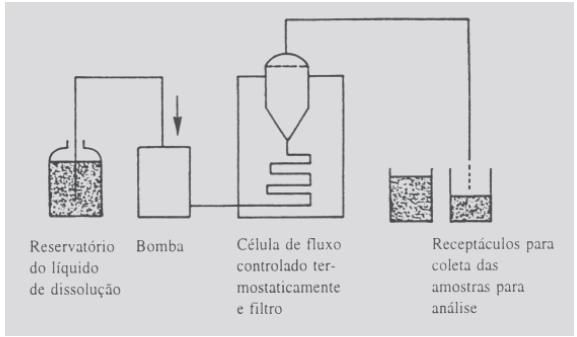 Reservatório
do líquido
de dissolução
Bomba
Célula de fluxo
controlado ter-
mostaticamente
e filtro
Receptáculos para
coleta das
amostras para
análise